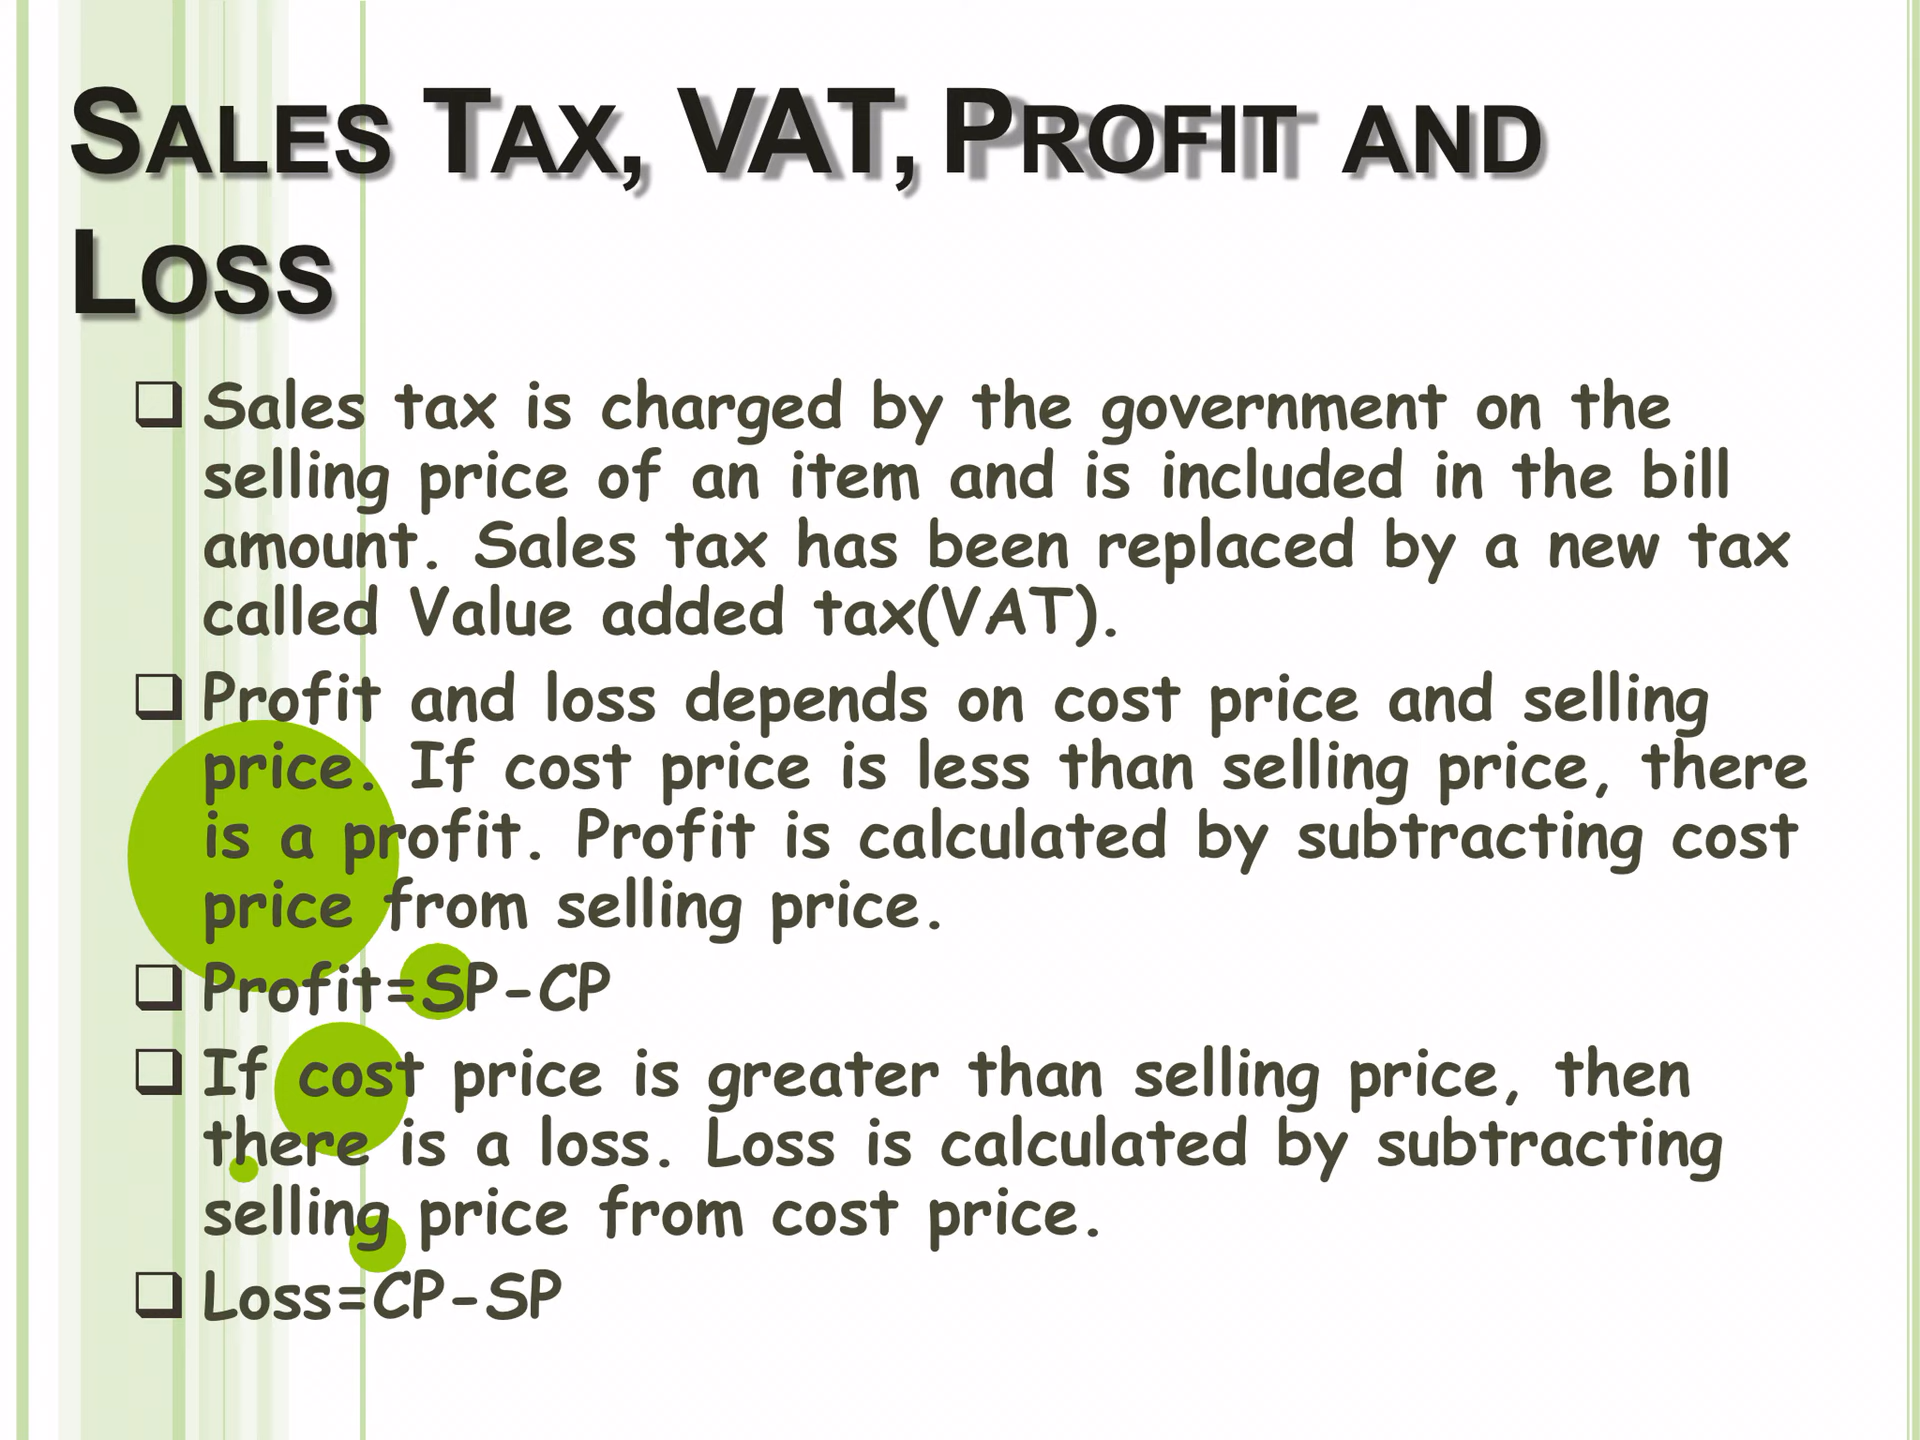 Sales Tax, VAT, Profit and
Loss
Sales tax is charged by the government on the
selling price of an item and is included in the bill
amount. Sales tax has been replaced by a new tax
called Value added tax(VAT).
Profit and loss depends on cost price and selling
price. If cost price is less than selling price, there
is a profit. Profit is calculated by subtracting cost
price from selling price.
Profit=SP-CP
If cost price is greater than selling price, then
there is a loss. Loss is calculated by subtracting
selling price from cost price.
Loss=CP-SP